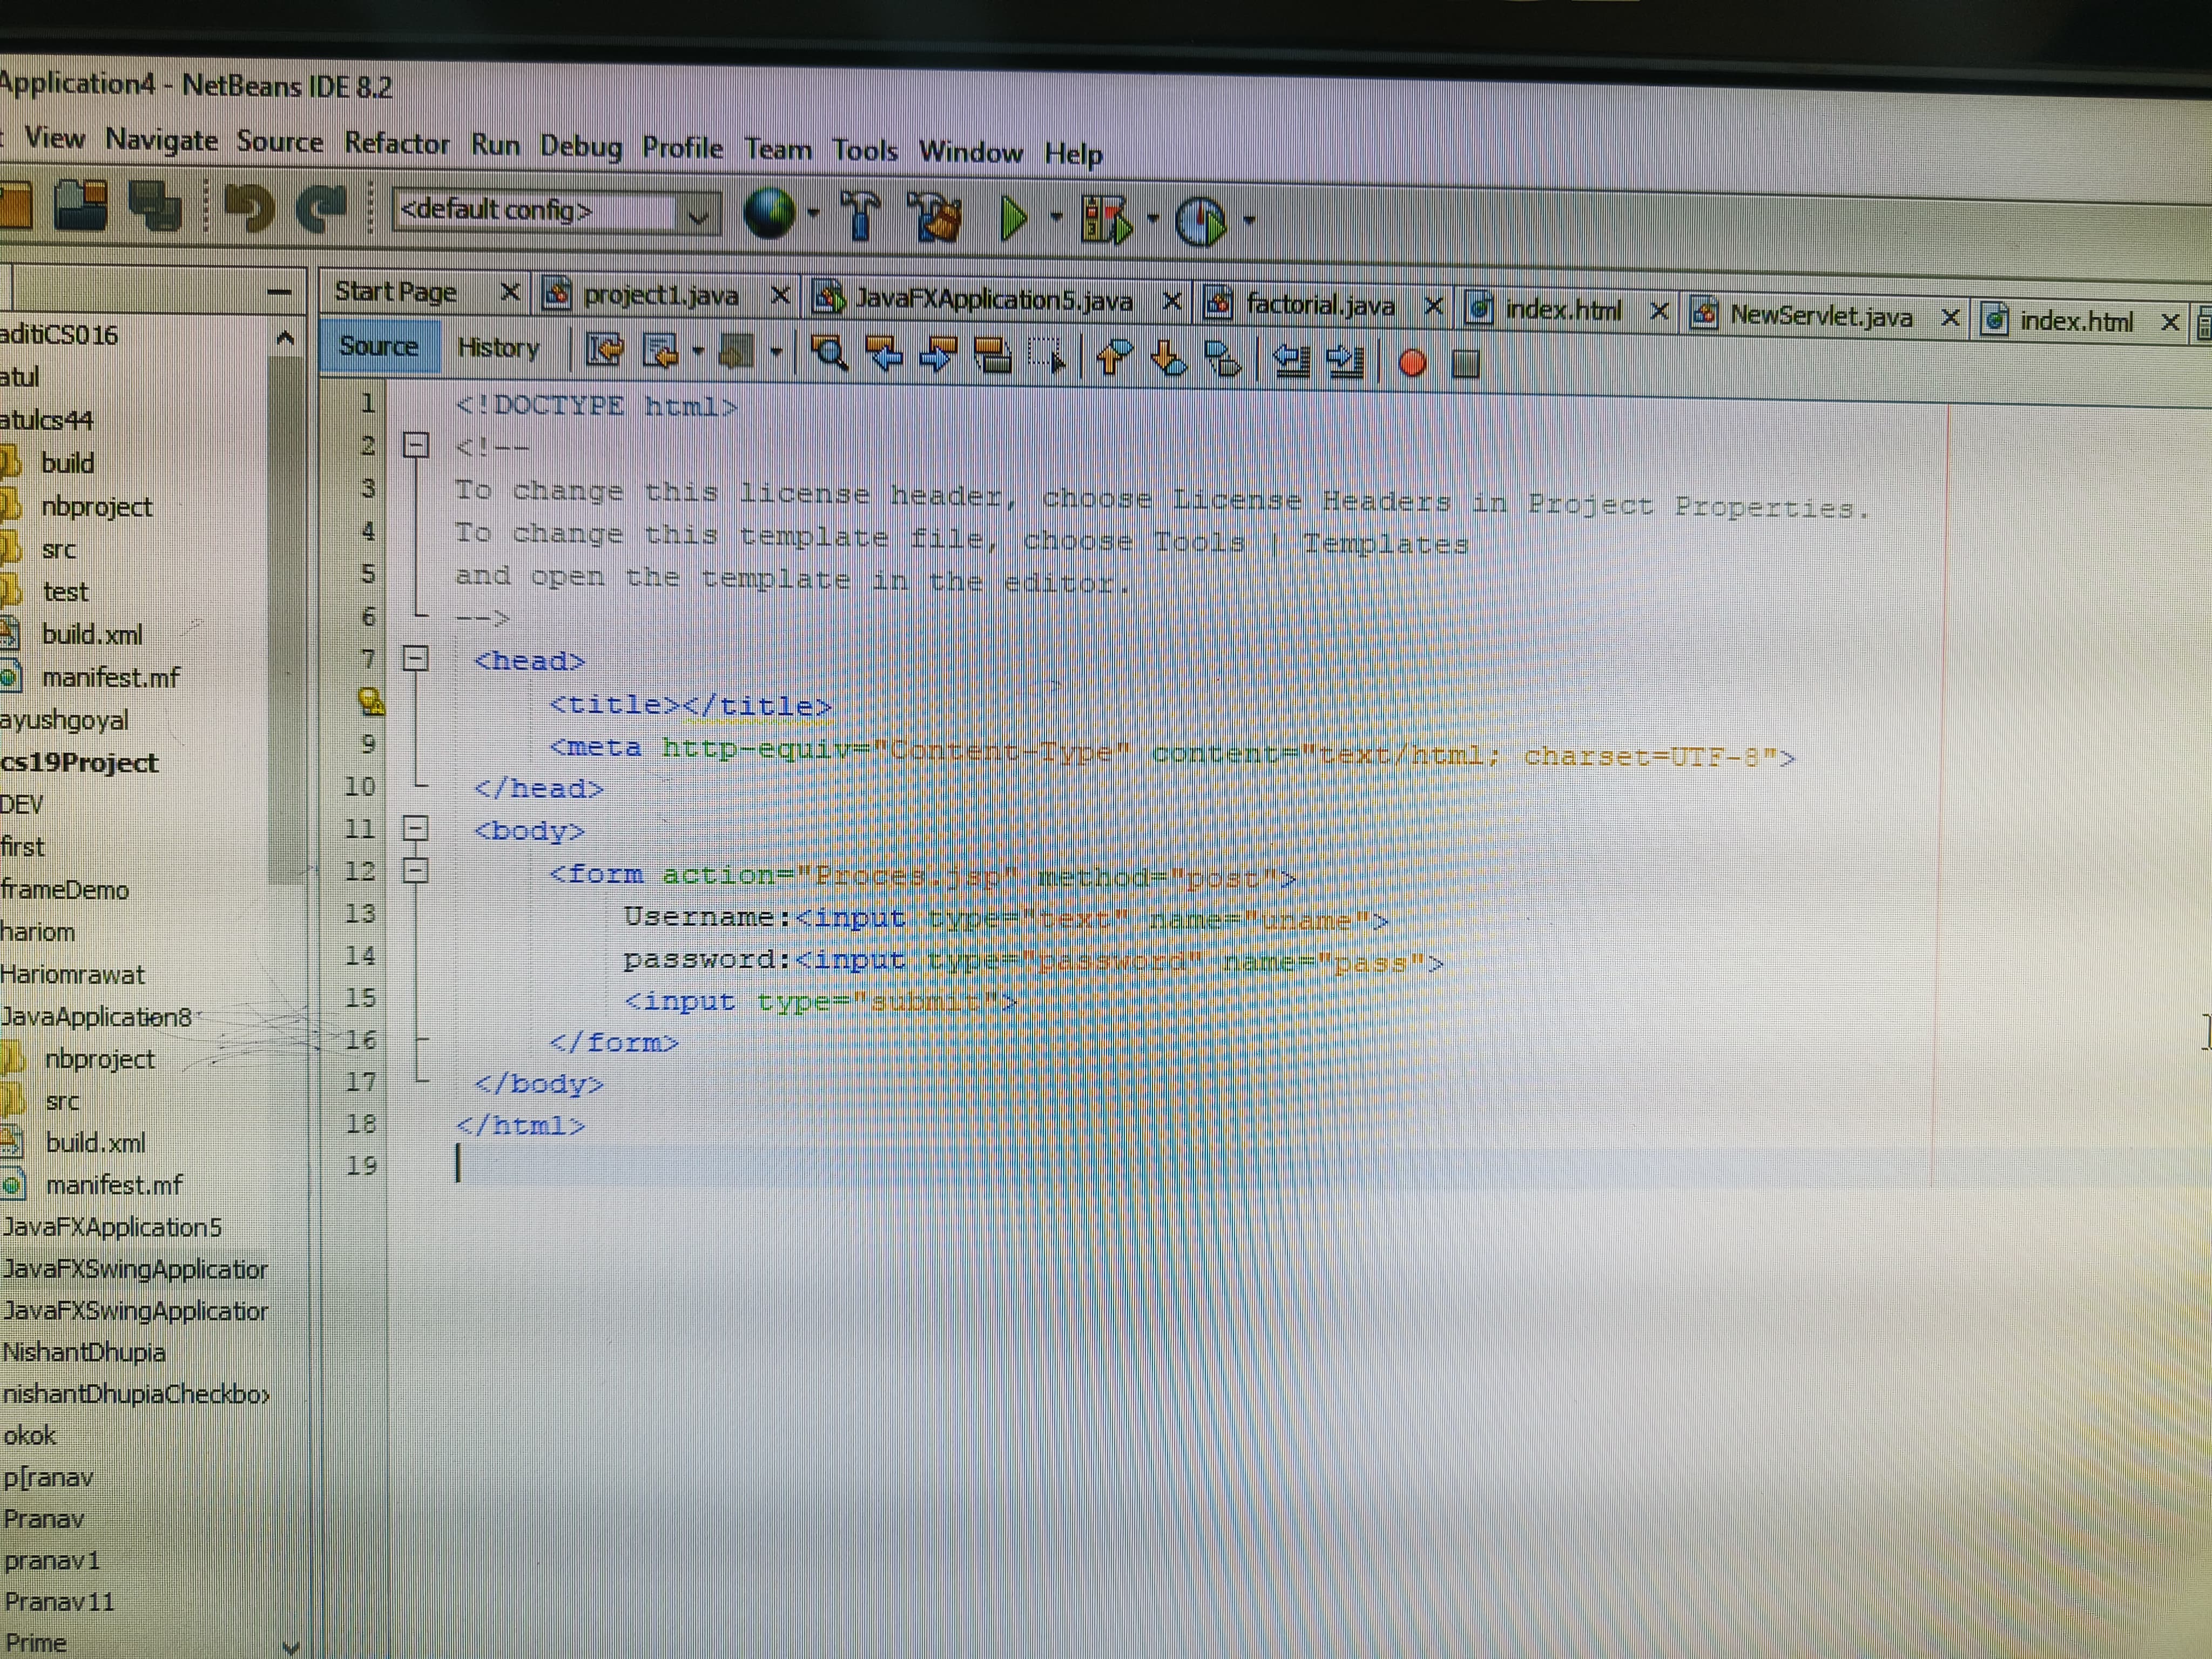 Application4 - NetBeans IDE 8.2
View Navigate Source Refactor Run Debug Profile Team Tools Window Help
<default config>
Start Page project1.java JavaFXApplication5.java factorial.java index.html NewServlet.java index.html
Source History
aditiCS016
atul
atulcs44
build
nbproject
src
test
build.xml
manifest.mf
ayushgoyal
cs19Project
DEV
first
frameDemo
hariom
Hariomrawat
JavaApplication8
nbproject
src
build.xml
manifest.mf
JavaFXApplication5
JavaFXSwingApplication
JavaFXSwingApplication
NishantDhupia
nishantDhupiaCheckbox
okok
p[ranav
Pranav
pranav1
Pranav11
Prime
1 <!DOCTYPE html>
2 <!--
3 To change this license header, choose License Headers in Project Properties.
4 To change this template file, choose Tools | Templates
5 and open the template in the editor.
6 -->
7 <head>
<title></title>
9 <meta http-equiv="Content-Type" content="text/html; charset=UTF-8">
10 </head>
11 <body>
12 <form action="Proces.jsp" method="post">
13 Username:<input type="text" name="uname">
14 password:<input type="password" name="pass">
15 <input type="submit">
16 </form>
17 </body>
18 </html>
19